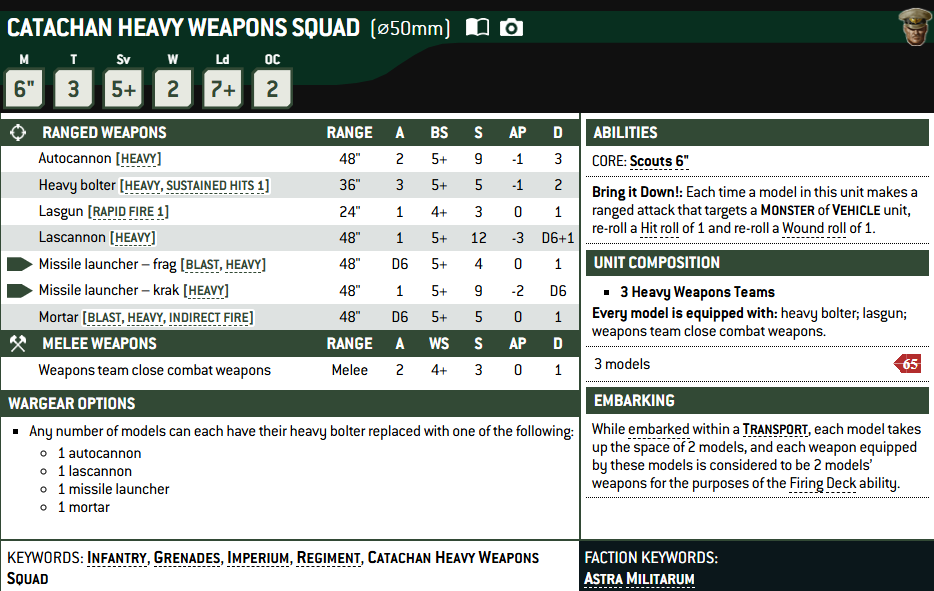 CATACHAN HEAVY WEAPONS SQUAD (⌀50mm)
M T Sv W Ld OC
6" 3 5+ 2 7+ 2
RANGED WEAPONS RANGE A BS S AP D
Autocannon [HEAVY] 48" 2 5+ 9 -1 3
Heavy bolter [HEAVY, SUSTAINED HITS 1] 36" 3 5+ 5 -1 2
Lasgun [RAPID FIRE 1] 24" 1 4+ 3 0 1
Lascannon [HEAVY] 48" 1 5+ 12 -3 D6+1
Missile launcher – frag [BLAST, HEAVY] 48" D6 5+ 4 0 1
Missile launcher – krak [HEAVY] 48" 1 5+ 9 -2 D6
Mortar [BLAST, HEAVY, INDIRECT FIRE] 48" D6 5+ 5 0 1
MELEE WEAPONS RANGE A WS S AP D
Weapons team close combat weapons Melee 2 4+ 3 0 1
WARGEAR OPTIONS
▪ Any number of models can each have their heavy bolter replaced with one of the following:
○ 1 autocannon
○ 1 lascannon
○ 1 missile launcher
○ 1 mortar
ABILITIES
CORE: Scouts 6"
Bring it Down!: Each time a model in this unit makes a
ranged attack that targets a MONSTER of VEHICLE unit,
re-roll a Hit roll of 1 and re-roll a Wound roll of 1.
UNIT COMPOSITION
▪ 3 Heavy Weapons Teams
Every model is equipped with: heavy bolter; lasgun;
weapons team close combat weapons.
3 models 65
EMBARKING
While embarked within a TRANSPORT, each model takes
up the space of 2 models, and each weapon equipped
by these models is considered to be 2 models'
weapons for the purposes of the Firing Deck ability.
KEYWORDS: INFANTRY, GRENADES, IMPERIUM, REGIMENT, CATACHAN HEAVY WEAPONS
SQUAD
FACTION KEYWORDS:
ASTRA MILITARUM